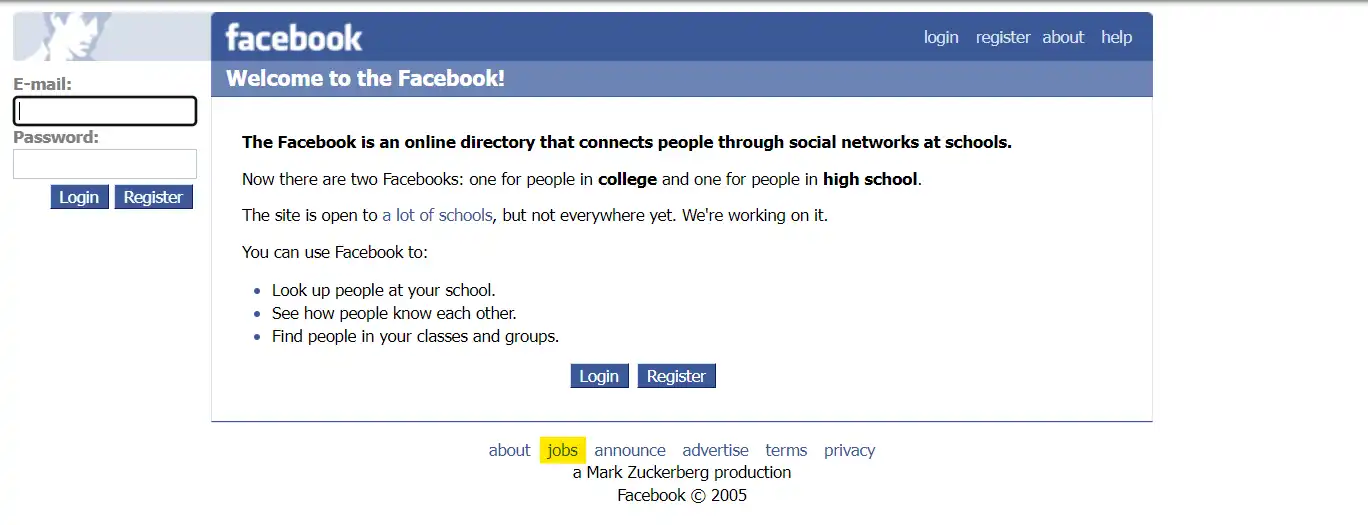 facebook
login register about help
Welcome to the Facebook!
E-mail:
Password:
Login Register
The Facebook is an online directory that connects people through social networks at schools.
Now there are two Facebooks: one for people in college and one for people in high school.
The site is open to a lot of schools, but not everywhere yet. We're working on it.
You can use Facebook to:
• Look up people at your school.
• See how people know each other.
• Find people in your classes and groups.
Login Register
about jobs announce advertise terms privacy
a Mark Zuckerberg production
Facebook © 2005